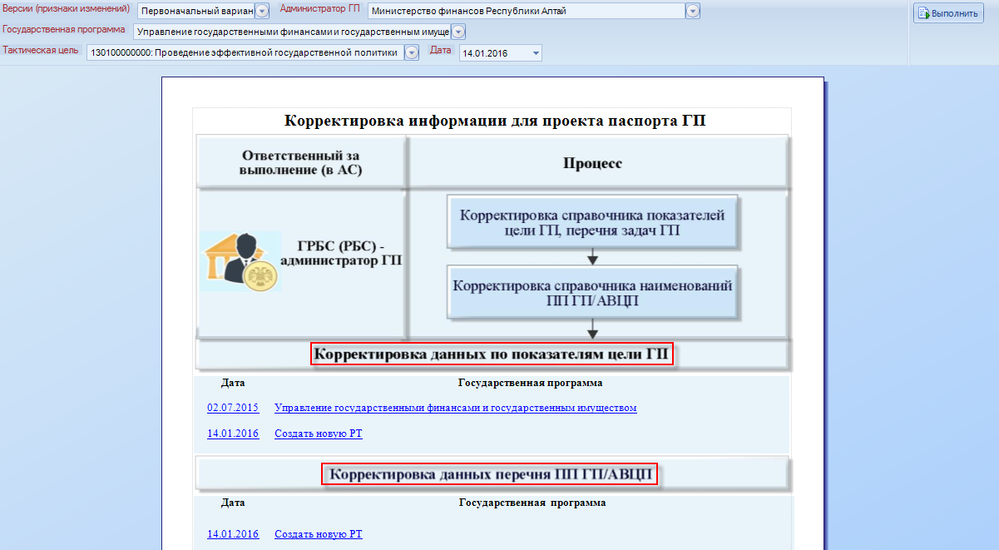 Версии (признаки изменений) Первоначальный вариан Администратор ГП Министерство финансов Республики Алтай Выполнить
Государственная программа Управление государственными финансами и государственным имуще
Тактическая цель 130100000000: Проведение эффективной государственной политики Дата 14.01.2016
Корректировка информации для проекта паспорта ГП
Ответственный за
выполнение (в АС)
Процесс
ГРБС (РБС) -
администратор ГП
Корректировка справочника показателей
цели ГП, перечня задач ГП
Корректировка справочника наименований
ПП ГП/АВЦП
Корректировка данных по показателям цели ГП
Дата Государственная программа
02.07.2015 Управление государственными финансами и государственным имуществом
14.01.2016 Создать новую РТ
Корректировка данных перечня ПП ГП/АВЦП
Дата Государственная программа
14.01.2016 Создать новую РТ